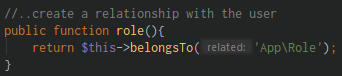 //..create a relationship with the user
public function role(){
    return $this->belongsTo( related: 'App\Role');
}